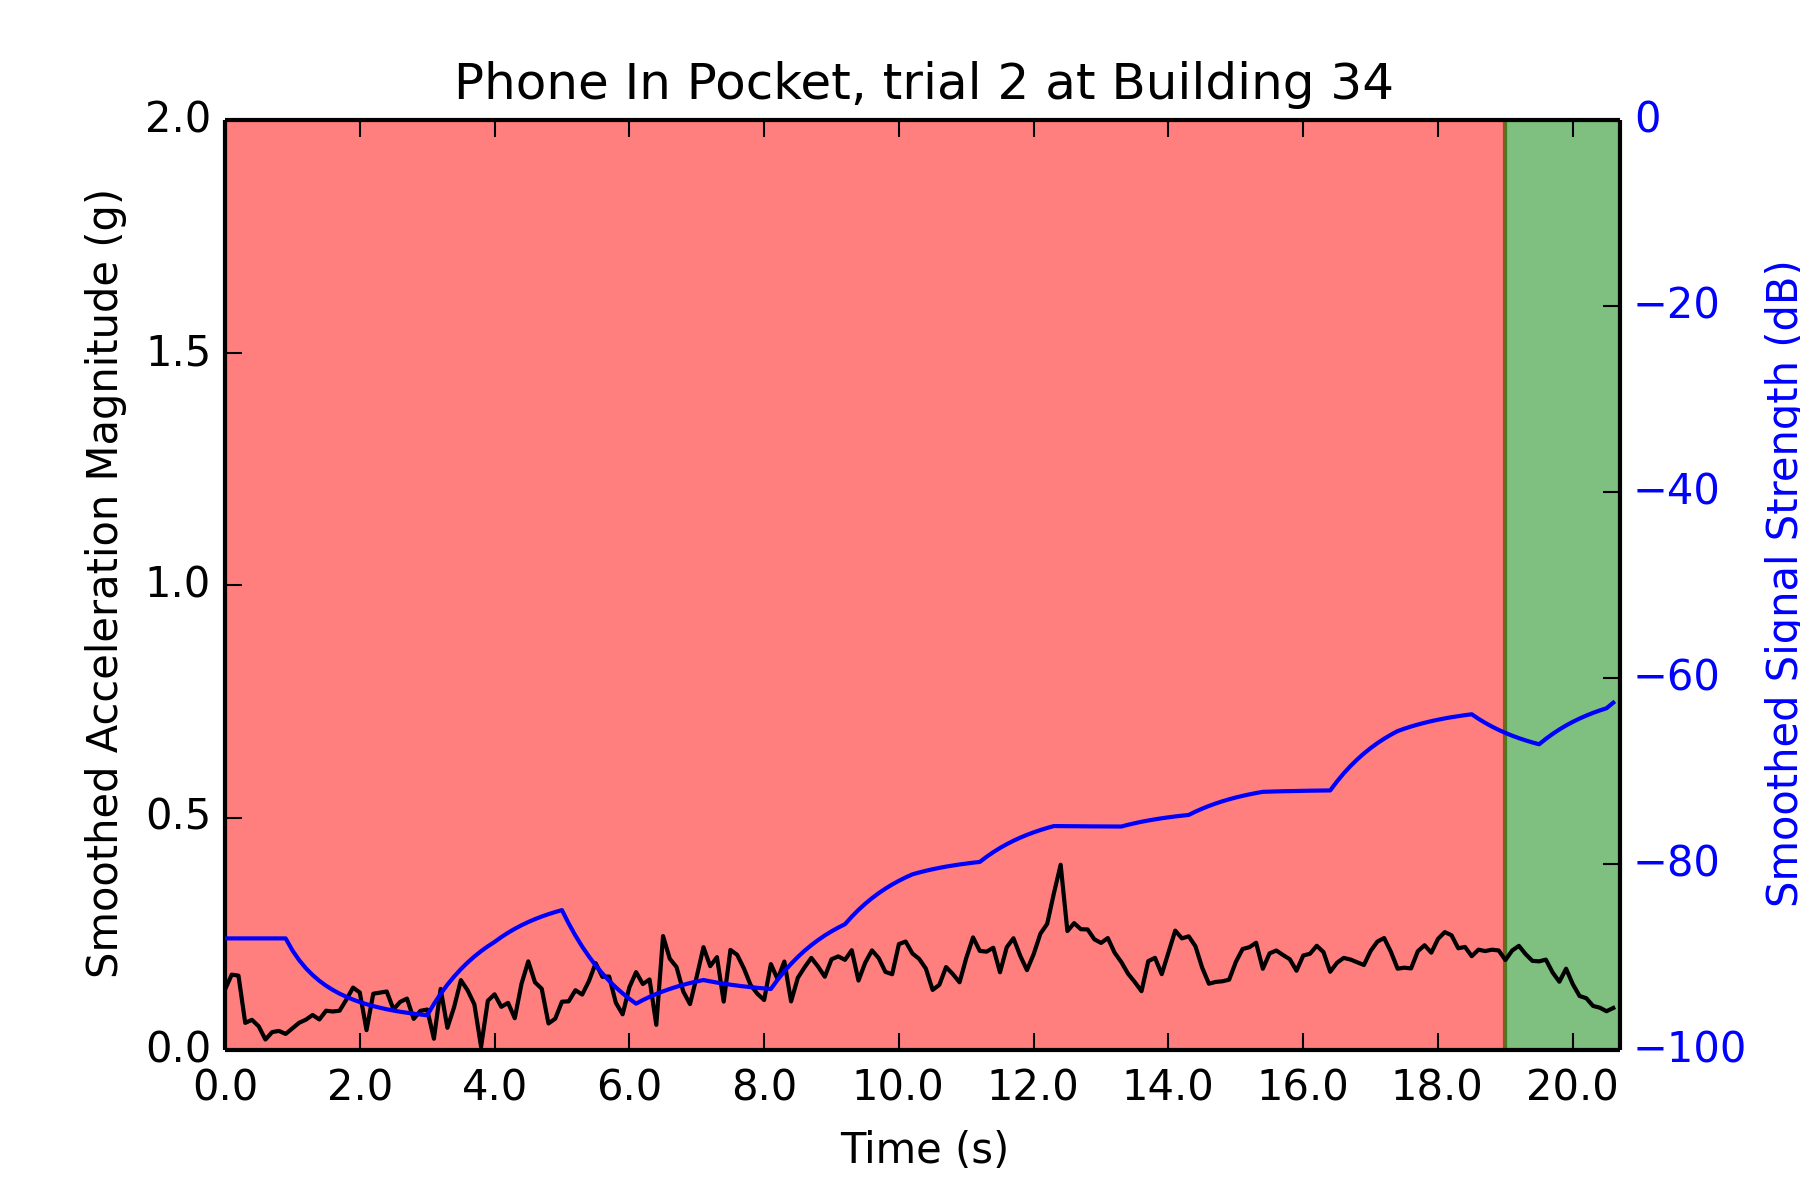 Phone In Pocket, trial 2 at Building 34
Smoothed Acceleration Magnitude (g)
2.0
1.5
1.0
0.5
0.0
0
−20
−40
−60
−80
−100
Smoothed Signal Strength (dB)
0.0 2.0 4.0 6.0 8.0 10.0 12.0 14.0 16.0 18.0 20.0
Time (s)